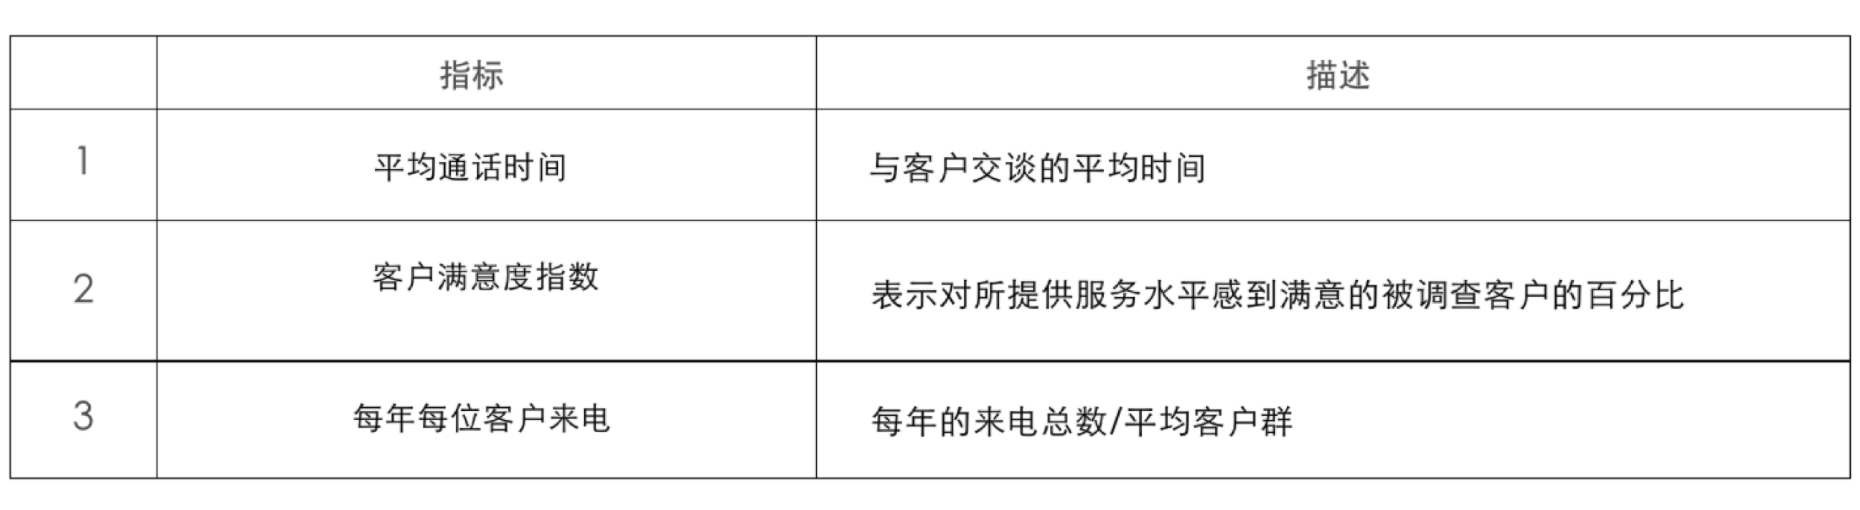 指标
描述
1
平均通话时间
与客户交谈的平均时间
2
客户满意度指数
表示对所提供服务水平感到满意的被调查客户的百分比
3
每年每位客户来电
每年的来电总数/平均客户群